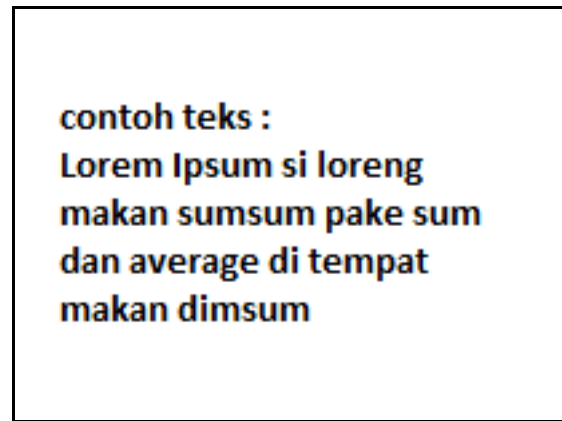 contoh teks :
Lorem Ipsum si loreng
makan sumsum pake sum
dan average di tempat
makan dimsum